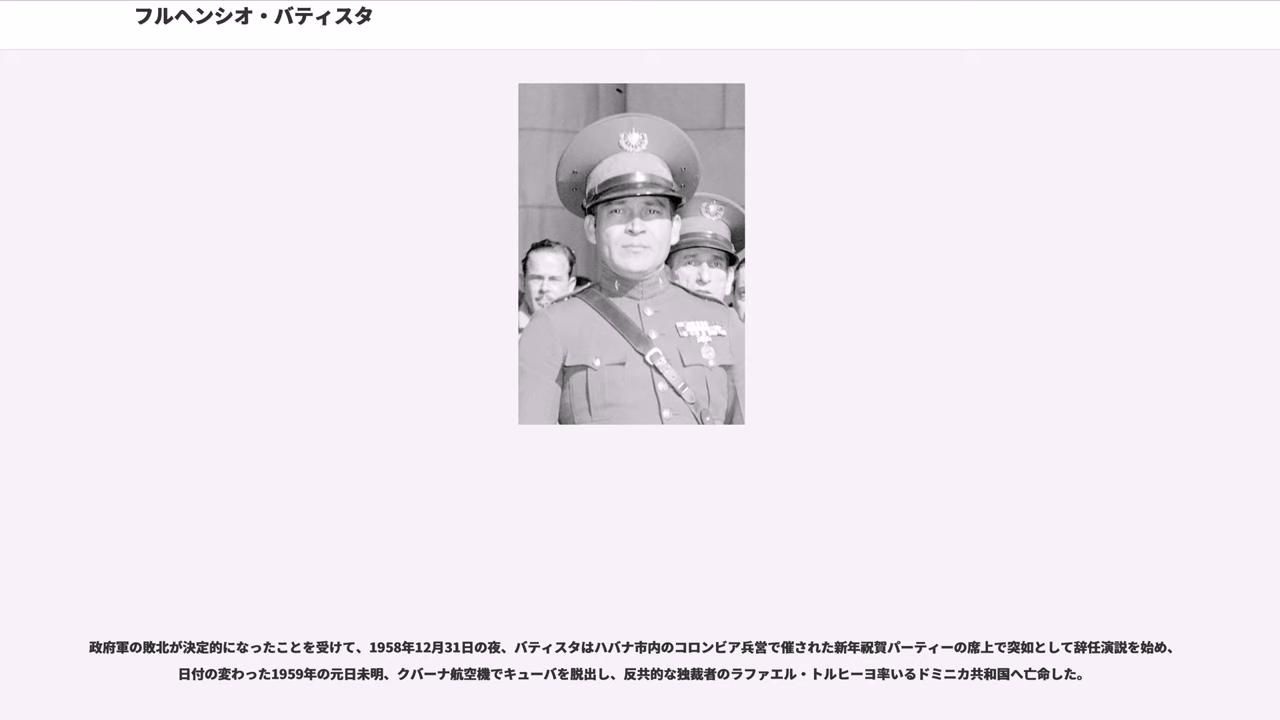 フルヘンシオ・バティスタ
政府軍の敗北が決定的になったことを受けて、1958年12月31日の夜、バティスタはハバナ市内のコロンビア兵営で催された新年祝賀パーティーの席上で突如として辞任演説を始め、
日付の変わった1959年の元日未明、クバーナ航空機でキューバを脱出し、反共的な独裁者のラファエル・トルヒーヨ率いるドミニカ共和国へ亡命した。